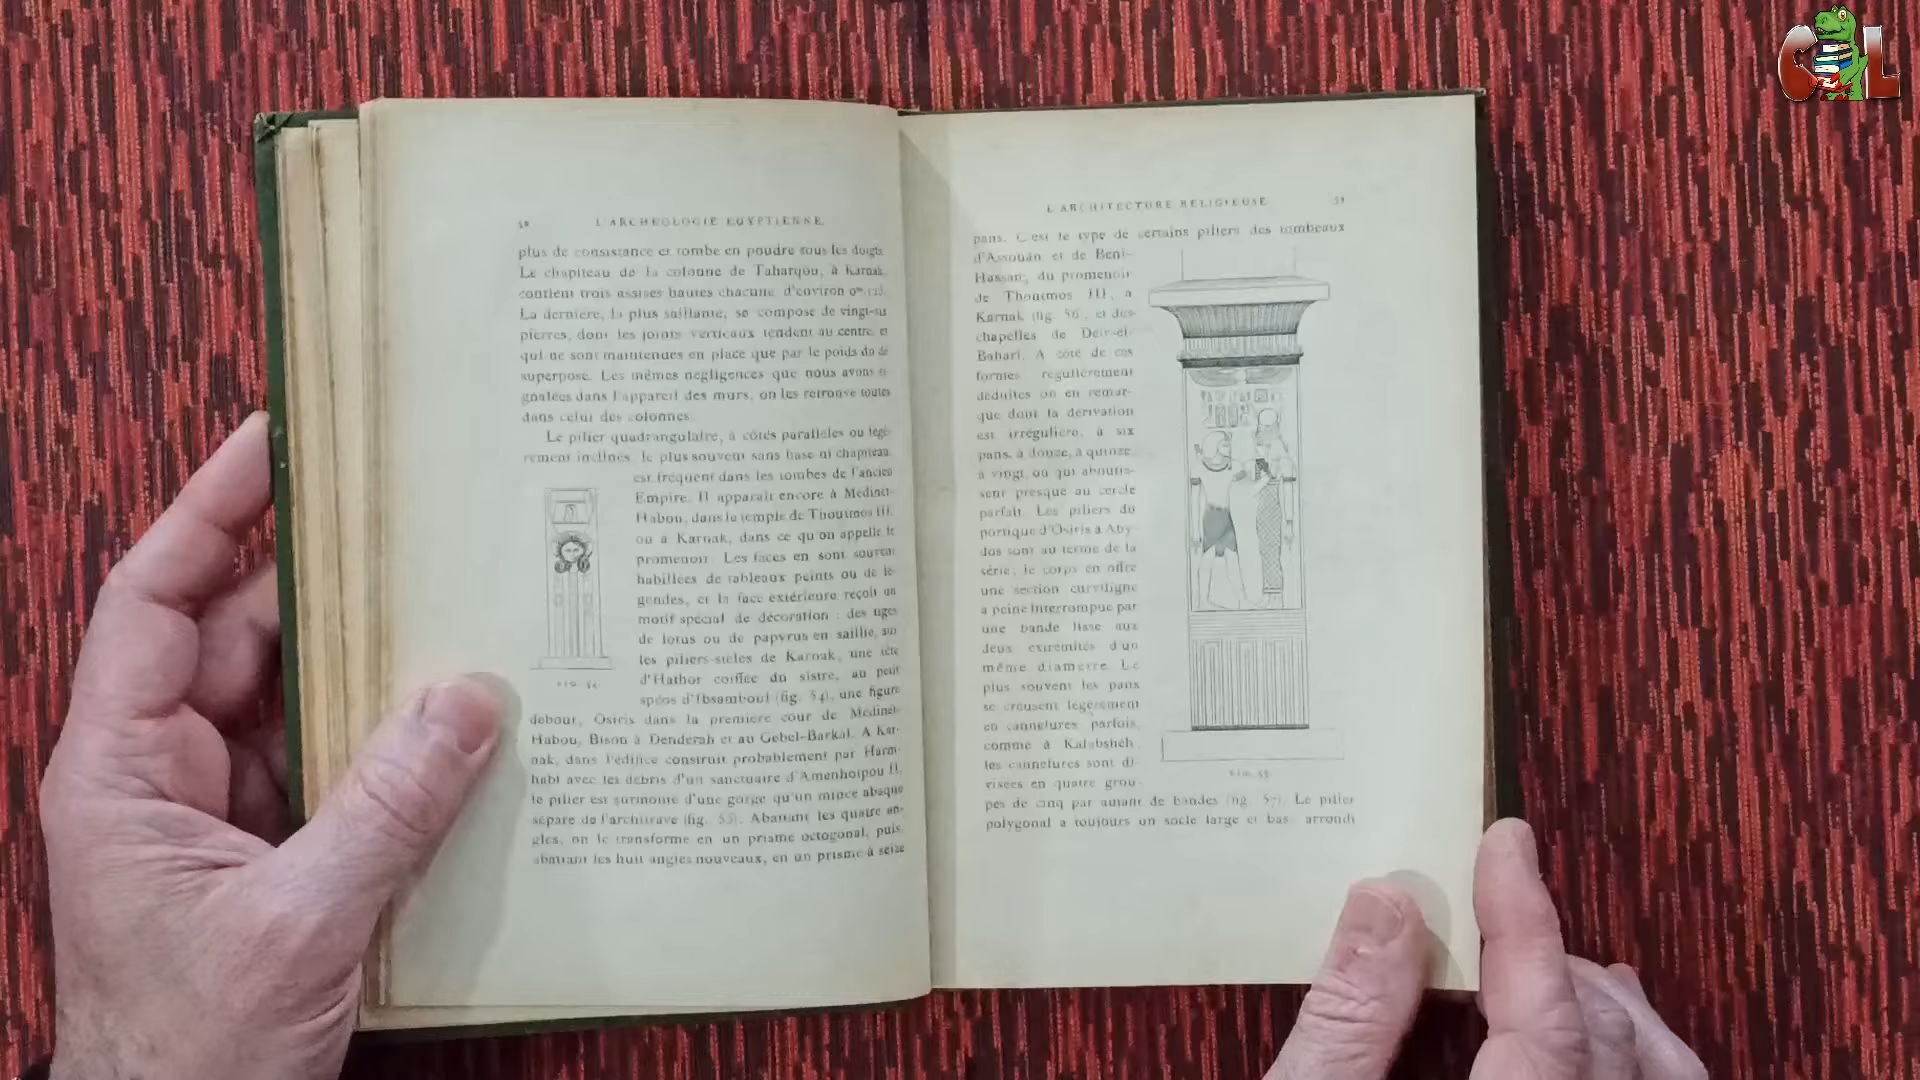 L'ARCHÉOLOGIE ÉGYPTIENNE.
plus de consistance et tombe en poudre sous les doigts.
Le chapiteau de la colonne de Taharqou, à Karnak,
contient trois assises hautes chacune d'environ
La dernière, la plus saillante, se compose de
pierres, dont les joints verticaux tendent au centre, et
qui ne sont maintenues en place que par le poids du dé
superposé. Les mêmes négligences que nous avons si-
gnalées dans l'appareil des murs, on les retrouve toutes
dans celui des colonnes.
Le pilier quadrangulaire, à côtés parallèles ou légè-
rement inclinés, le plus souvent sans base ni chapiteau,
est fréquent dans les tombes de l'ancien
Empire. Il apparaît encore à Médinet-
Habou, dans le temple de Thoutmos III,
ou à Karnak, dans ce qu'on appelle le
promenoir. Les faces en sont souvent
habillées de tableaux peints ou de lé-
gendes, et la face extérieure reçoit un
motif spécial de décoration : des tiges
de lotus ou de papyrus en saillie, sur
les piliers-stèles de Karnak, une tête
d'Hathor coiffée du sistre, au petit
spéos d'Ibsamboul (fig. 54), une figure
FIG. 54
debout, Osiris dans la première cour de Médinet-
Habou, Bisou à Denderah et au Gebel-Barkal. A Kar-
nak, dans l'édifice construit probablement par Harm-
habi avec les débris d'un sanctuaire d'Amenhotpou II,
le pilier est surmonté d'une gorge qu'un mince abaque
sépare de l'architrave (fig. 55). Abattant les quatre an-
gles, on le transforme en un prisme octogonal, puis,
abattant les huit angles nouveaux, en un prisme à seize
L'ARCHITECTURE RELIGIEUSE. 59
pans. C'est le type de certains piliers des tombeaux
d'Assouân et de Beni-
Hassan, du promenoir
de Thoutmos III, à
Karnak (fig. 56), et des
chapelles de Deir-el-
Baharî. A côté de ces
formes régulièrement
déduites on en remar-
que dont la dérivation
est irrégulière, à six
pans, à douze, à quinze,
à vingt, ou qui aboutis-
sent presque au cercle
parfait. Les piliers du
portique d'Osiris à Aby-
dos sont au terme de la
série; le corps en offre
une section curviligne
à peine interrompue par
une bande lisse aux
deux extrémités d'un
même diamètre. Le
plus souvent les pans
se creusent légèrement
en cannelures; parfois,
comme à Kalabshéh,
les cannelures sont di-
visées en quatre grou-
FIG. 55
pes de cinq par autant de bandes (fig. 57). Le pilier
polygonal a toujours un socle large et bas, arrondi